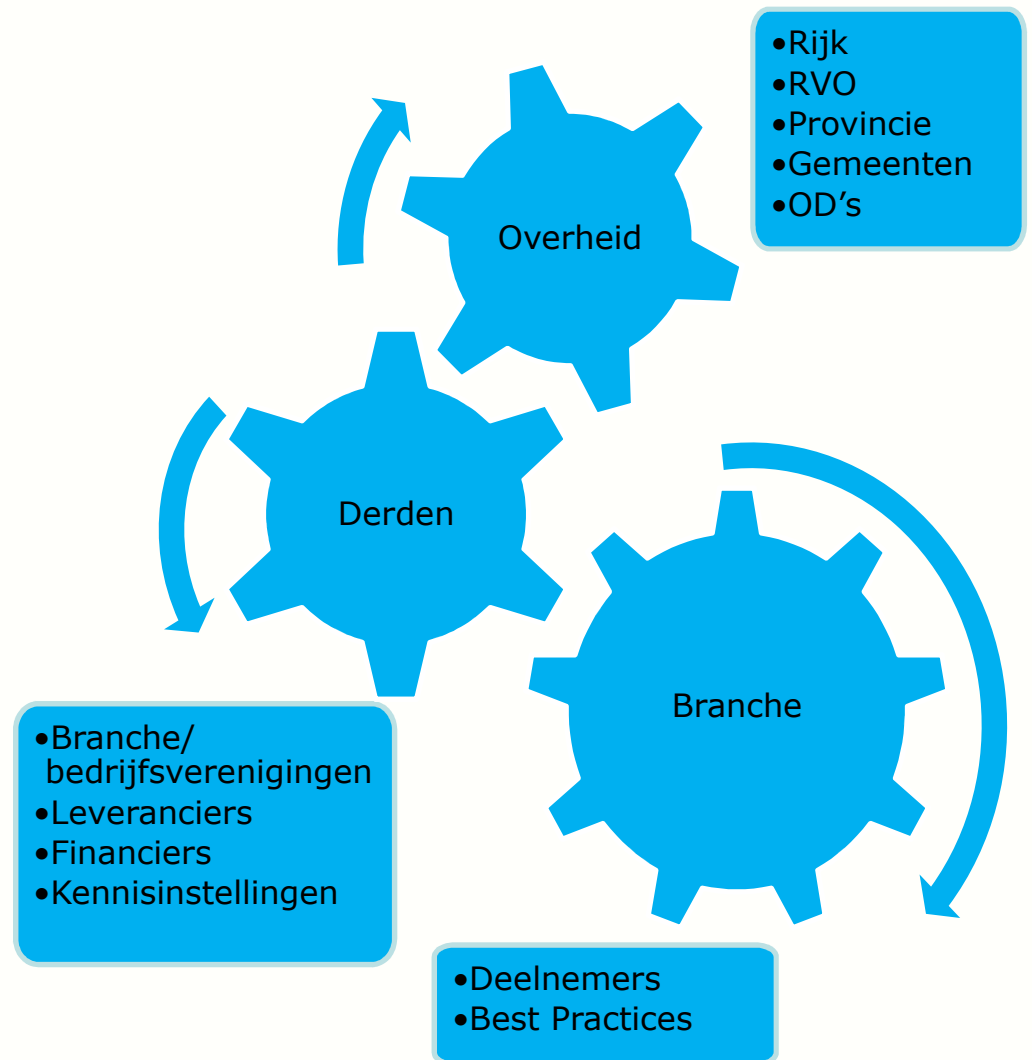 •Rijk
•RVO
•Provincie
•Gemeenten
•OD’s
Overheid
Derden
Branche
•Branche/
bedrijfsverenigingen
•Leveranciers
•Financiers
•Kennisinstellingen
•Deelnemers
•Best Practices